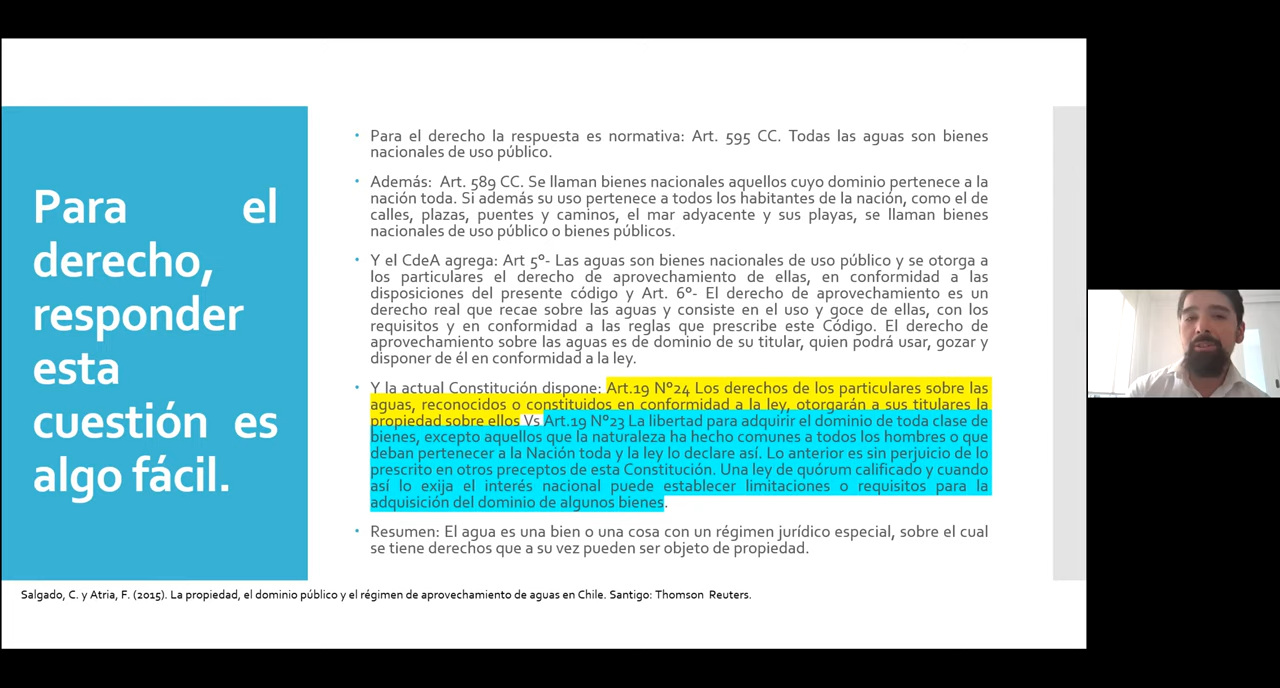 Para el
derecho,
responder
esta
cuestión es
algo fácil.
• Para el derecho la respuesta es normativa: Art. 595 CC. Todas las aguas son bienes
nacionales de uso público.
• Además: Art. 589 CC. Se llaman bienes nacionales aquellos cuyo dominio pertenece a la
nación toda. Si además su uso pertenece a todos los habitantes de la nación, como el de
calles, plazas, puentes y caminos, el mar adyacente y sus playas, se llaman bienes
nacionales de uso público o bienes públicos.
• Y el CdeA agrega: Art 5º- Las aguas son bienes nacionales de uso público y se otorga a
los particulares el derecho de aprovechamiento de ellas, en conformidad a las
disposiciones del presente código y Art. 6º- El derecho de aprovechamiento es un
derecho real que recae sobre las aguas y consiste en el uso y goce de ellas, con los
requisitos y en conformidad a las reglas que prescribe este Código. El derecho de
aprovechamiento sobre las aguas es de dominio de su titular, quien podrá usar, gozar y
disponer de él en conformidad a la ley.
• Y la actual Constitución dispone: Art.19 Nº24 Los derechos de los particulares sobre las
aguas, reconocidos o constituidos en conformidad a la ley, otorgarán a sus titulares la
propiedad sobre ellos Vs Art.19 Nº23 La libertad para adquirir el dominio de toda clase de
bienes, excepto aquellos que la naturaleza ha hecho comunes a todos los hombres o que
deban pertenecer a la Nación toda y la ley lo declare así. Lo anterior es sin perjuicio de lo
prescrito en otros preceptos de esta Constitución. Una ley de quórum calificado y cuando
así lo exija el interés nacional puede establecer limitaciones o requisitos para la
adquisición del dominio de algunos bienes.
• Resumen: El agua es una bien o una cosa con un régimen jurídico especial, sobre el cual
se tiene derechos que a su vez pueden ser objeto de propiedad.
Salgado, C. y Atria, F. (2015). La propiedad, el dominio público y el régimen de aprovechamiento de aguas en Chile. Santigo: Thomson Reuters.